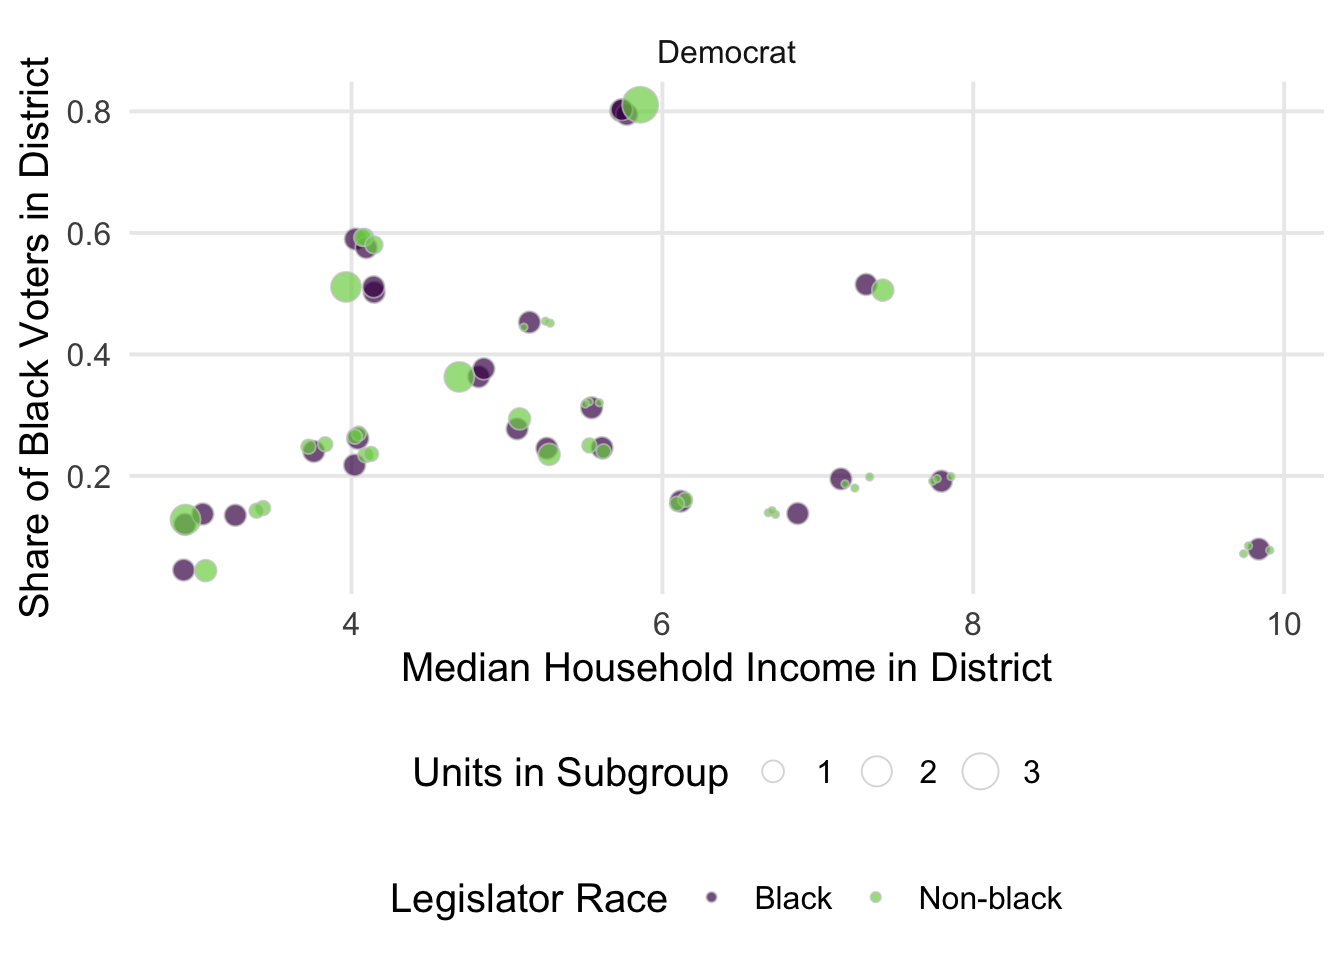 Democrat
Share of Black Voters in District
0.8
0.6
0.4
0.2
4 6 8 10
Median Household Income in District
Units in Subgroup 1 2 3
Legislator Race Black Non-black